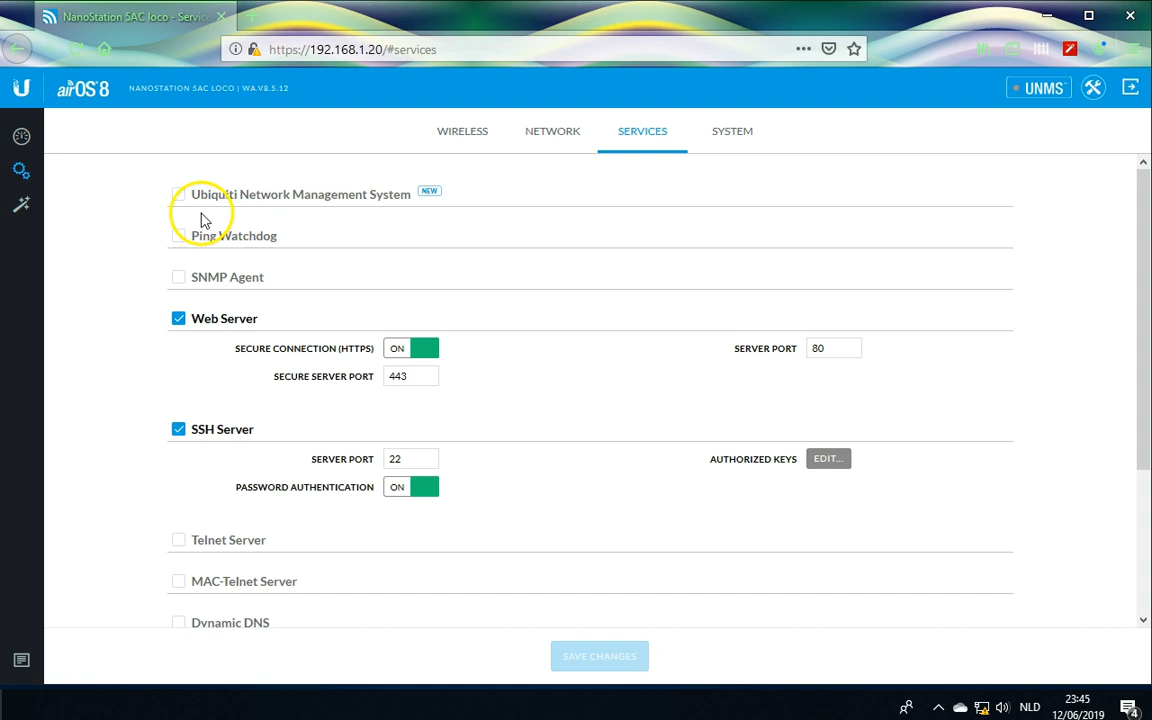 NanoStation 5AC loco - Servic
https://192.168.1.20/#services
airOS 8
NANOSTATION 5AC LOCO | WA.V8.5.12
UNMS
WIRELESS
NETWORK
SERVICES
SYSTEM
Ubiquiti Network Management System NEW
Ping Watchdog
SNMP Agent
Web Server
SECURE CONNECTION (HTTPS) ON
SERVER PORT 80
SECURE SERVER PORT 443
SSH Server
SERVER PORT 22
AUTHORIZED KEYS EDIT...
PASSWORD AUTHENTICATION ON
Telnet Server
MAC-Telnet Server
Dynamic DNS
SAVE CHANGES
NLD
23:45
12/06/2019
4